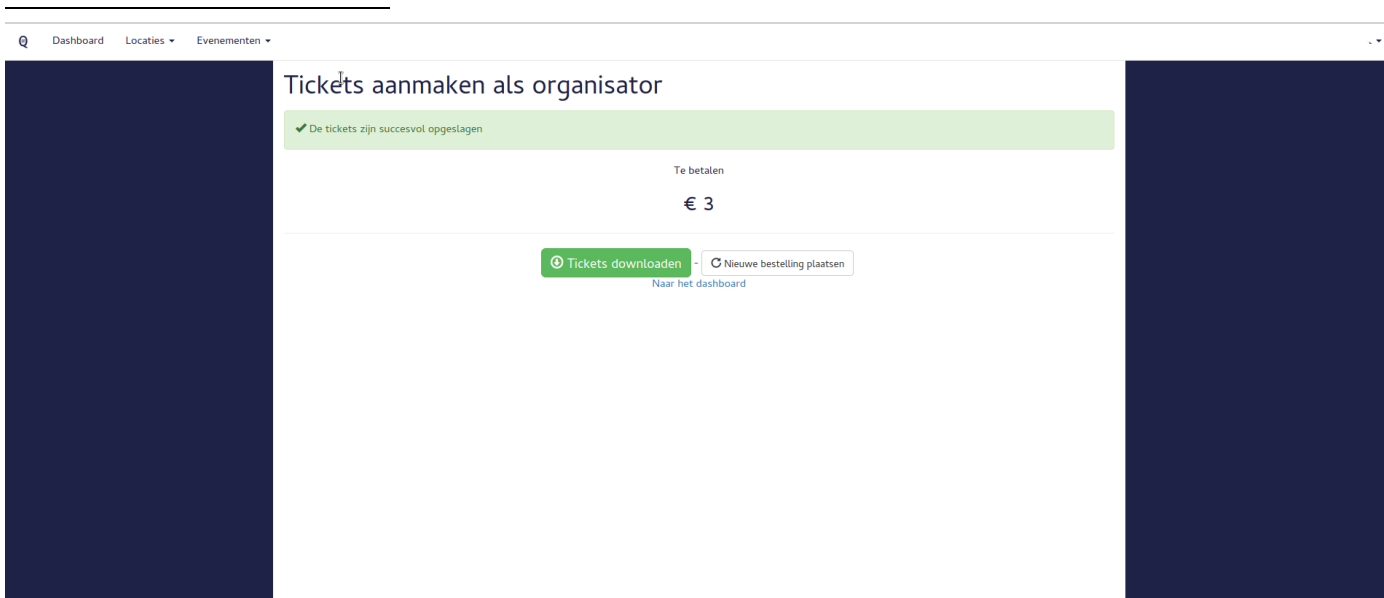 Dashboard Locaties Evenementen
Tickets aanmaken als organisator
De tickets zijn succesvol opgeslagen
Te betalen
€ 3
Tickets downloaden - Nieuwe bestelling plaatsen
Naar het dashboard